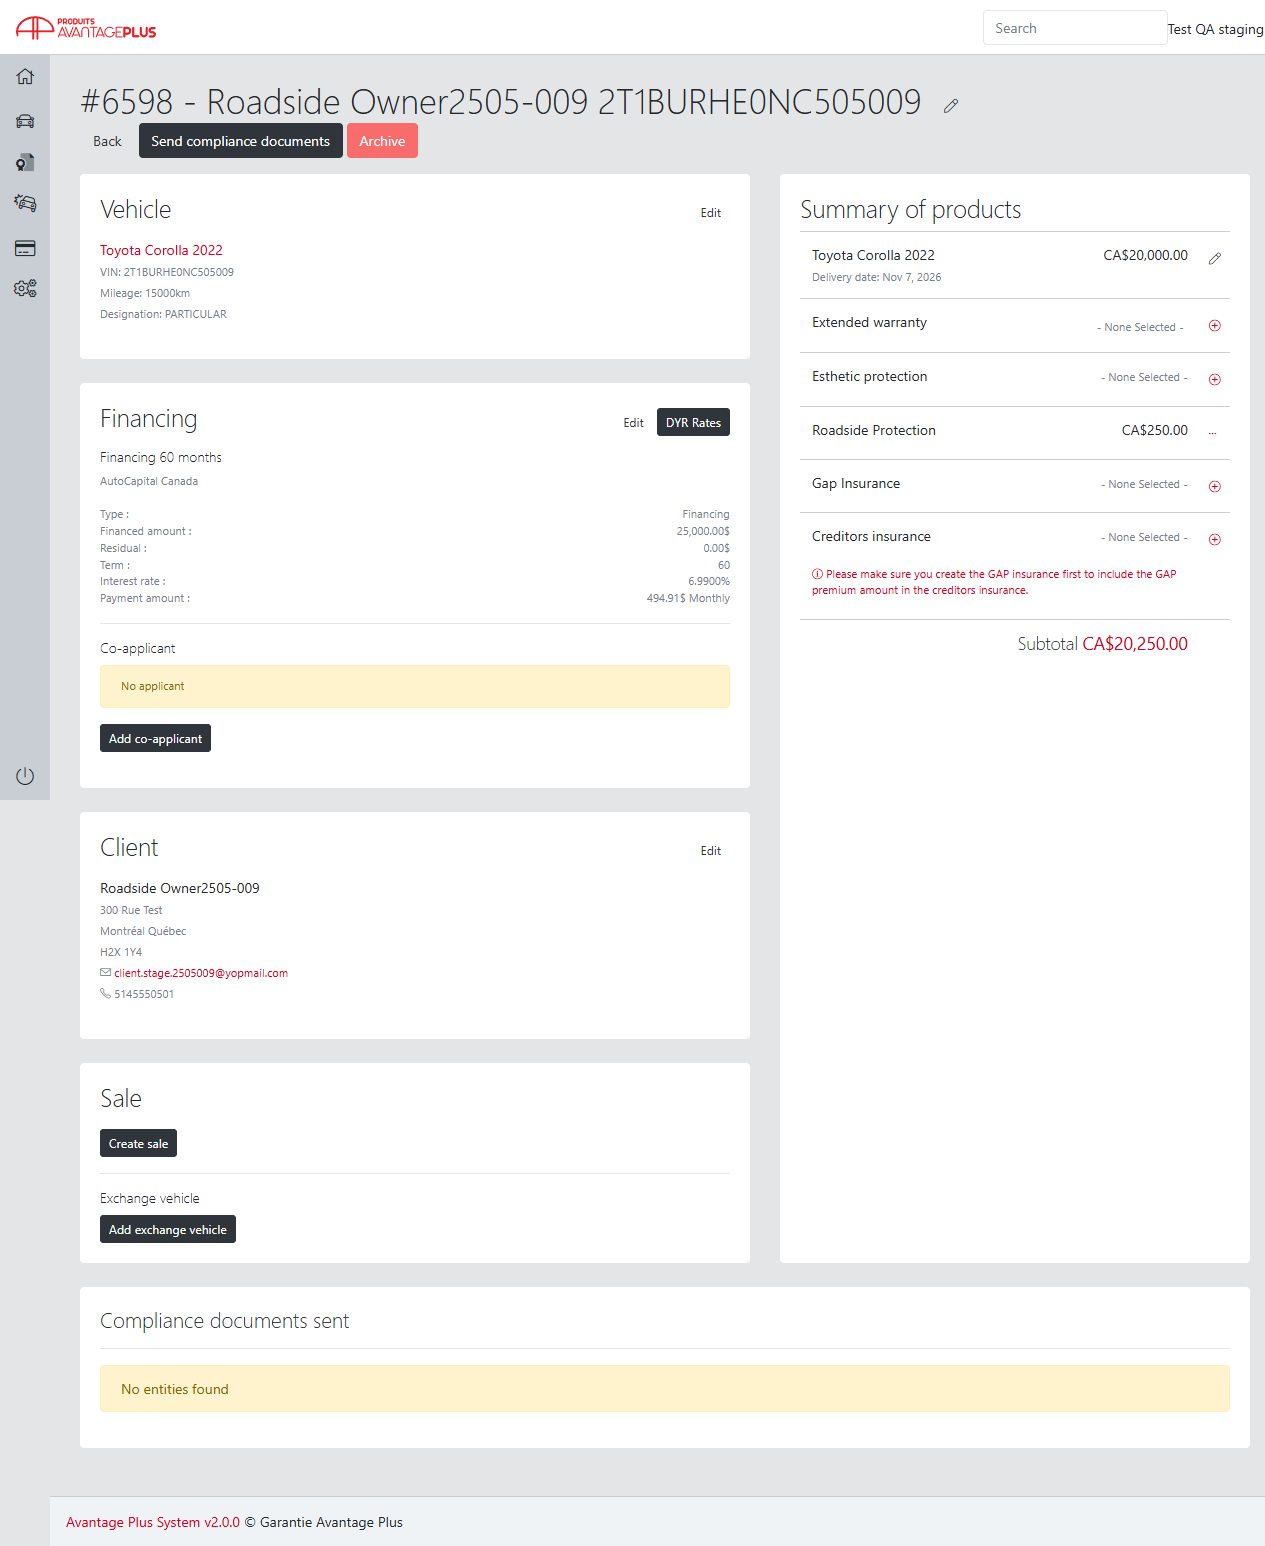 PRODUITS
AVANTAGEPLUS
Search
Test QA staging
#6598 - Roadside Owner2505-009 2T1BURHE0NC505009
Back
Send compliance documents
Archive
Vehicle
Edit
Toyota Corolla 2022
VIN: 2T1BURHE0NC505009
Mileage: 15000km
Designation: PARTICULAR
Financing
Edit
DYR Rates
Financing 60 months
AutoCapital Canada
Type : Financing
Financed amount : 25,000.00$
Residual : 0.00$
Term : 60
Interest rate : 6.9900%
Payment amount : 494.91$ Monthly
Co-applicant
No applicant
Add co-applicant
Client
Edit
Roadside Owner2505-009
300 Rue Test
Montréal Québec
H2X 1Y4
client.stage.2505009@yopmail.com
5145550501
Sale
Create sale
Exchange vehicle
Add exchange vehicle
Summary of products
Toyota Corolla 2022 CA$20,000.00
Delivery date: Nov 7, 2026
Extended warranty - None Selected -
Esthetic protection - None Selected -
Roadside Protection CA$250.00 ...
Gap Insurance - None Selected -
Creditors insurance - None Selected -
Please make sure you create the GAP insurance first to include the GAP
premium amount in the creditors insurance.
Subtotal CA$20,250.00
Compliance documents sent
No entities found
Avantage Plus System v2.0.0 © Garantie Avantage Plus